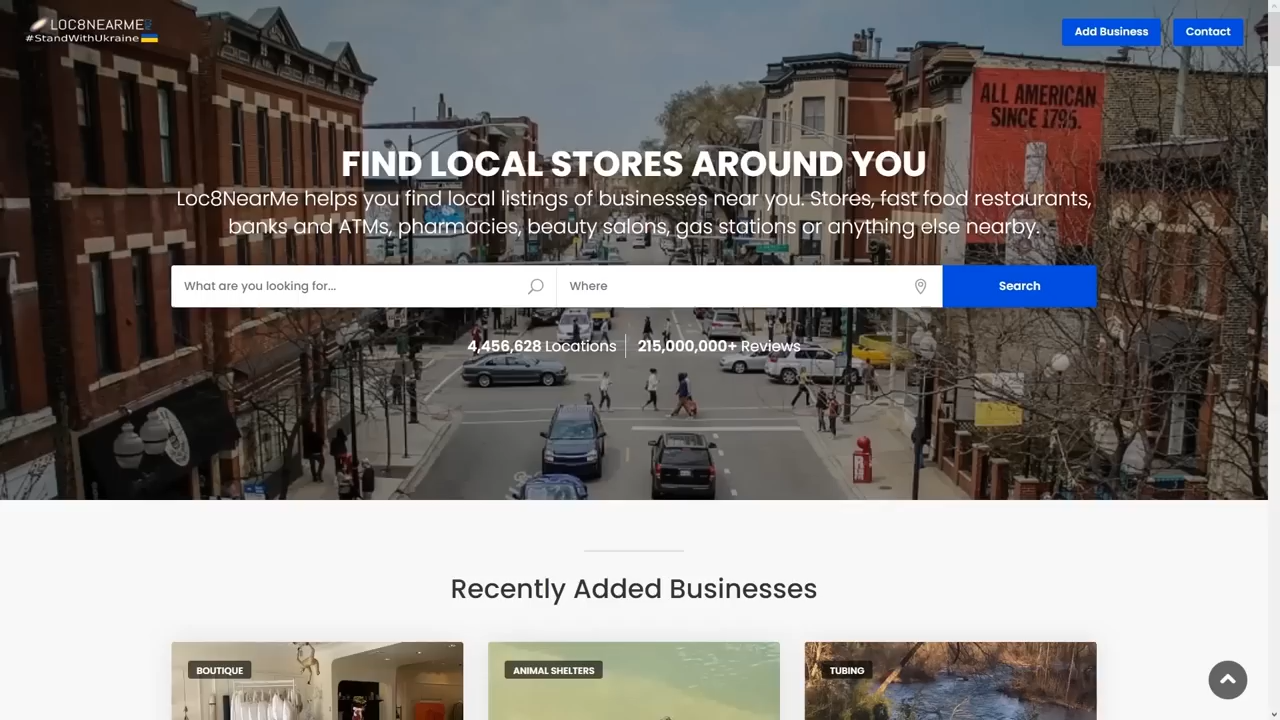 LOC8NEARME
#StandWithUkraine
Add Business
Contact
ALL AMERICAN
SINCE 1795.
FIND LOCAL STORES AROUND YOU
Loc8NearMe helps you find local listings of businesses near you. Stores, fast food restaurants,
banks and ATMs, pharmacies, beauty salons, gas stations or anything else nearby.
What are you looking for...
Where
Search
4,456,628 Locations
215,000,000+ Reviews
Recently Added Businesses
BOUTIQUE
ANIMAL SHELTERS
TUBING